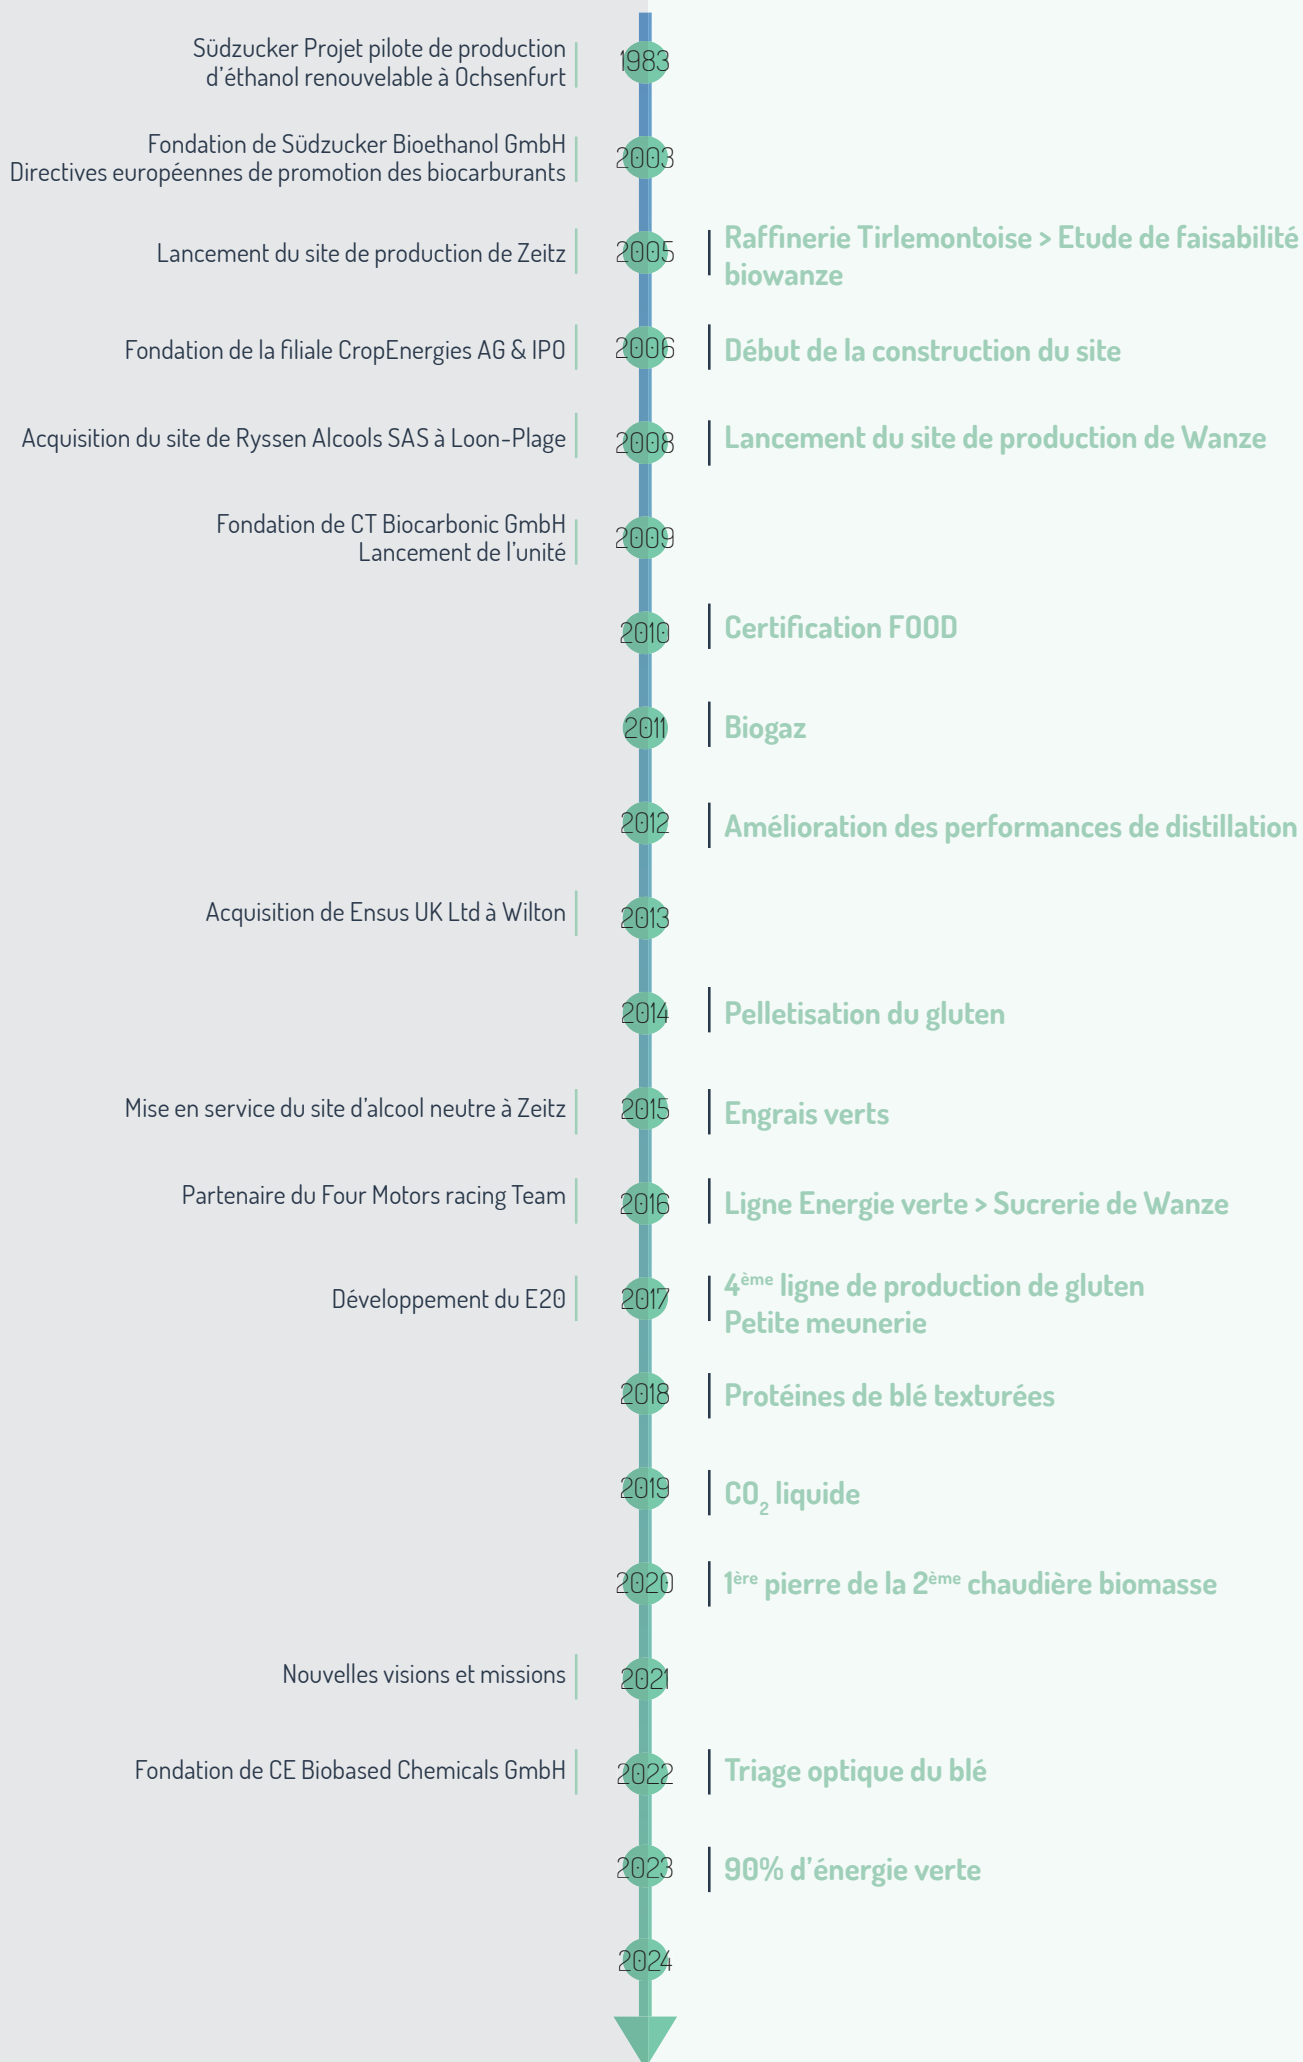 Südzucker Projet pilote de production
d’éthanol renouvelable à Ochsenfurt
1983
Fondation de Südzucker Bioethanol GmbH
Directives européennes de promotion des biocarburants
2003
Lancement du site de production de Zeitz
2005
Raffinerie Tirlemontoise > Etude de faisabilité
biowanze
Fondation de la filiale CropEnergies AG & IPO
2006
Début de la construction du site
Acquisition du site de Ryssen Alcools SAS à Loon-Plage
2008
Lancement du site de production de Wanze
Fondation de CT Biocarbonic GmbH
Lancement de l’unité
2009
2010
Certification FOOD
2011
Biogaz
2012
Amélioration des performances de distillation
Acquisition de Ensus UK Ltd à Wilton
2013
2014
Pelletisation du gluten
Mise en service du site d’alcool neutre à Zeitz
2015
Engrais verts
Partenaire du Four Motors racing Team
2016
Ligne Energie verte > Sucrerie de Wanze
Développement du E20
2017
4ème ligne de production de gluten
Petite meunerie
2018
Protéines de blé texturées
2019
CO₂ liquide
2020
1ère pierre de la 2ème chaudière biomasse
Nouvelles visions et missions
2021
Fondation de CE Biobased Chemicals GmbH
2022
Triage optique du blé
2023
90% d’énergie verte
2024